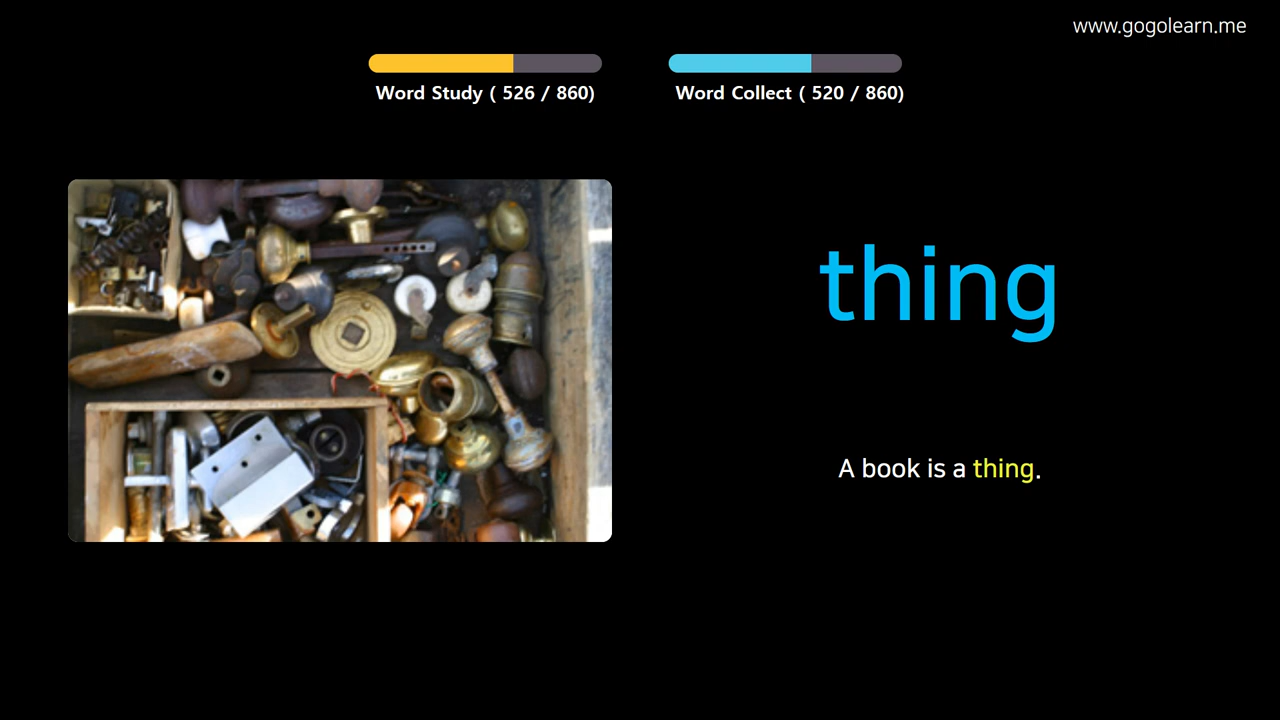 www.gogolearn.me
Word Study ( 526 / 860)
Word Collect ( 520 / 860)
thing
A book is a thing.